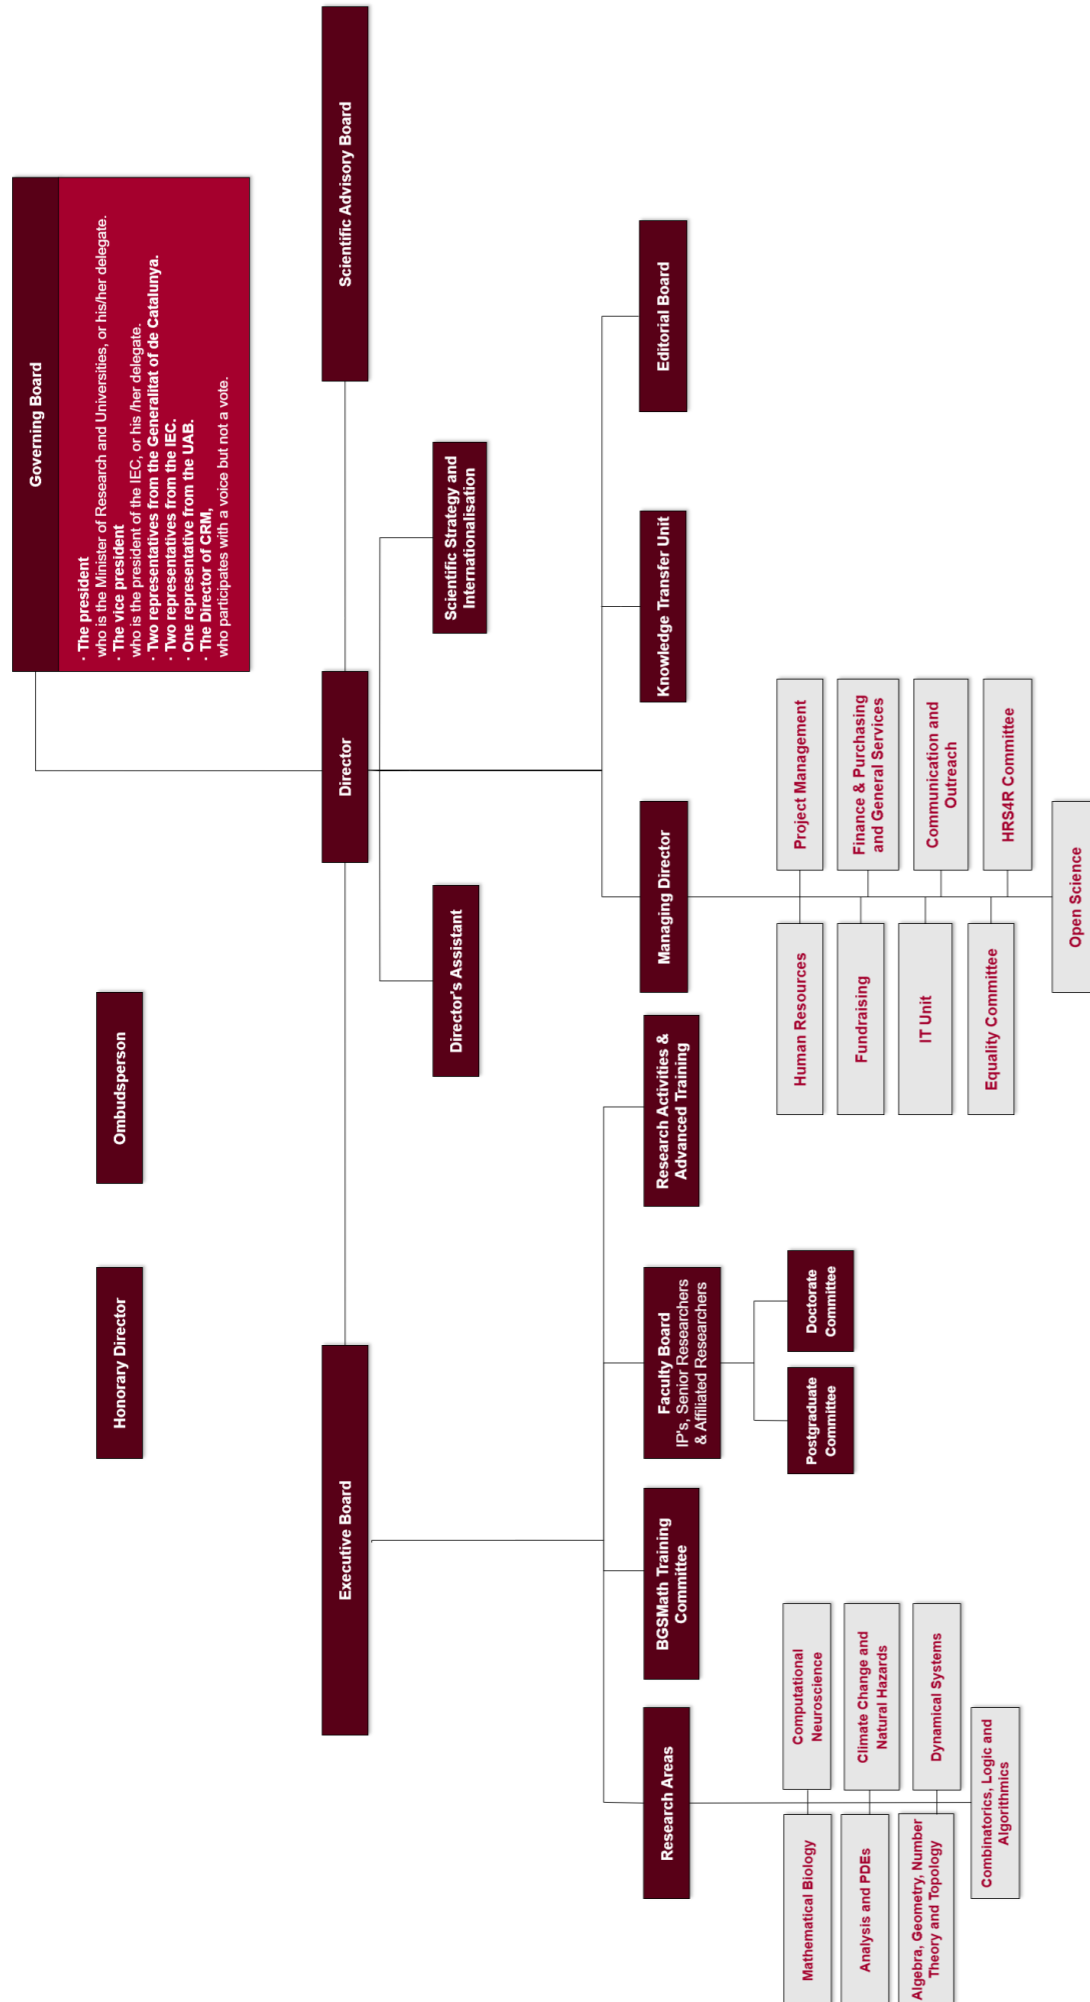 Governing Board
· The president
who is the Minister of Research and Universities, or his/her delegate.
· The vice president
who is the president of the IEC, or his /her delegate.
· Two representatives from the Generalitat of de Catalunya.
· Two representatives from the IEC.
· One representative from the UAB.
· The Director of CRM,
who participates with a voice but not a vote.
Honorary Director
Ombudsperson
Executive Board
Director
Scientific Advisory Board
Director's Assistant
Scientific Strategy and
Internationalisation
Research Areas
BGSMath Training
Committee
Faculty Board
IP's, Senior Researchers
& Affiliated Researchers
Research Activities &
Advanced Training
Managing Director
Knowledge Transfer Unit
Editorial Board
Mathematical Biology
Computational
Neuroscience
Analysis and PDEs
Climate Change and
Natural Hazards
Algebra, Geometry, Number
Theory and Topology
Dynamical Systems
Combinatorics, Logic and
Algorithmics
Postgraduate
Committee
Doctorate
Committee
Human Resources
Project Management
Fundraising
Finance & Purchasing
and General Services
IT Unit
Communication and
Outreach
Equality Committee
HRS4R Committee
Open Science